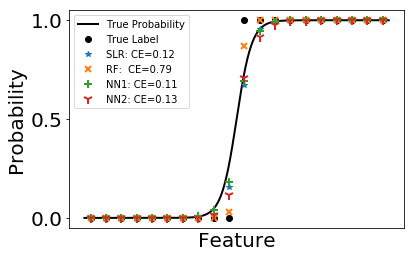 Probability
1.0
0.5
0.0
True Probability
True Label
SLR: CE=0.12
RF: CE=0.79
NN1: CE=0.11
NN2: CE=0.13
Feature